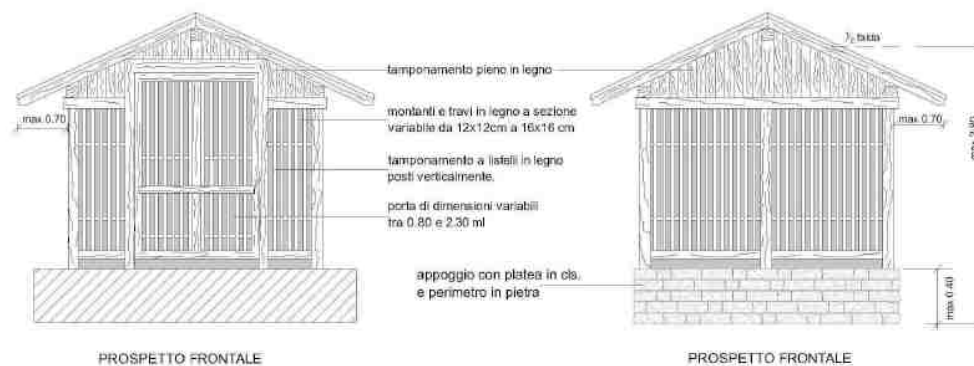 ½ falda
tamponamento pieno in legno
max 0.70
montanti e travi in legno a sezione
variabile da 12x12cm a 16x16 cm
max 0.70
tamponamento a listelli in legno
posti verticalmente.
porta di dimensioni variabili
tra 0.80 e 2.30 ml
appoggio con platea in cls.
e perimetro in pietra
max 0.40
PROSPETTO FRONTALE
PROSPETTO FRONTALE